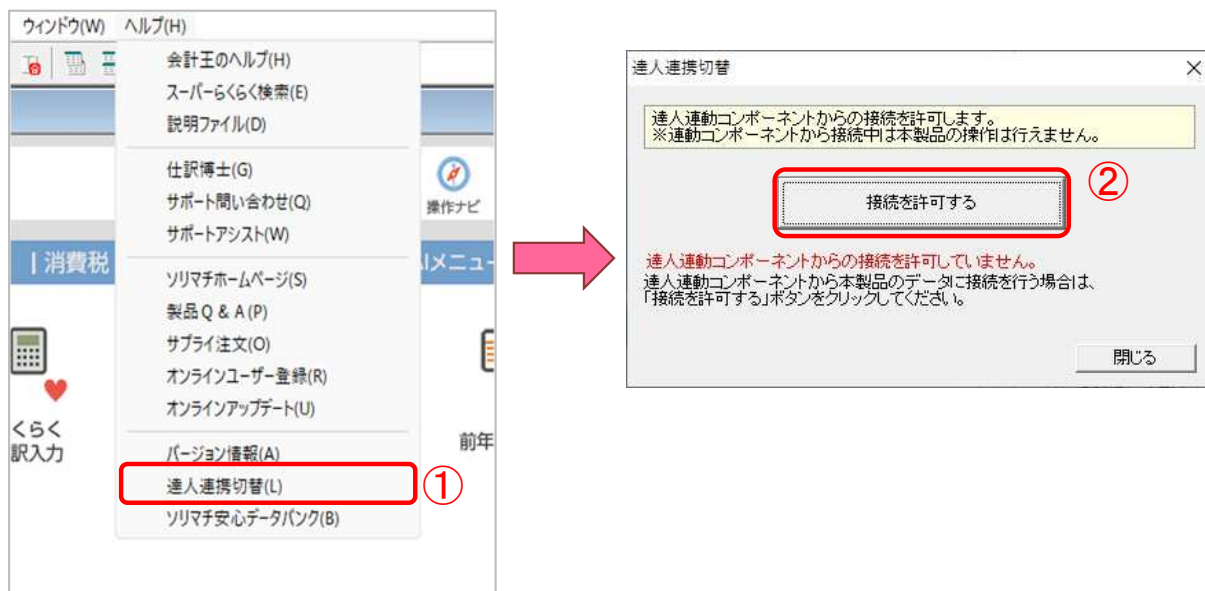 ウィンドウ(W) ヘルプ(H)
会計王のヘルプ(H)
スーパーらくらく検索(E)
説明ファイル(D)
仕訳博士(G)
サポート問い合わせ(Q)
サポートアシスト(W)
操作ナビ
| 消費税
メニュー
ソリマチホームページ(S)
製品Q & A(P)
サプライ注文(O)
オンラインユーザー登録(R)
オンラインアップデート(U)
くらく
訳入力
前年
バージョン情報(A)
達人連携切替(L)
①
ソリマチ安心データバンク(B)
達人連携切替
達人連動コンポーネントからの接続を許可します。
※連動コンポーネントから接続中は本製品の操作は行えません。
接続を許可する
②
達人連動コンポーネントからの接続を許可していません。
達人連動コンポーネントから本製品のデータに接続を行う場合は、
「接続を許可する」ボタンをクリックしてください。
閉じる